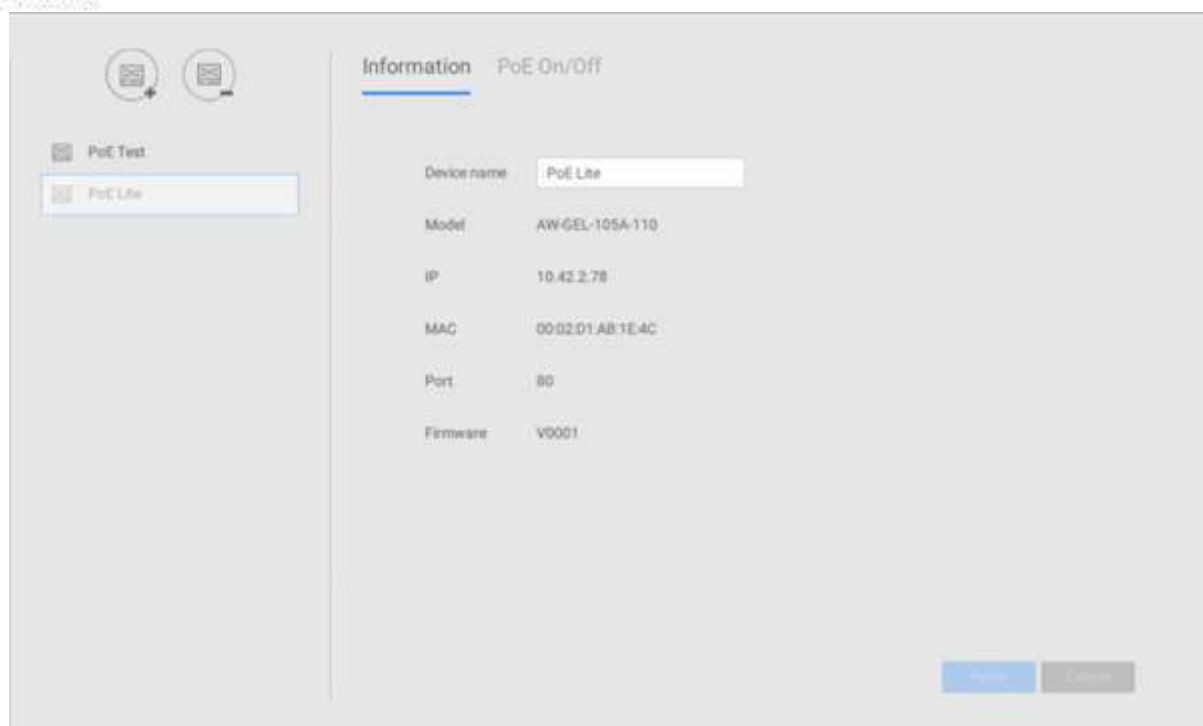 Information PoE On/Off
PoE Test
PoE Lite
Device name PoE Lite
Model AW-GEL-105A-110
IP 10.42.2.78
MAC 00:02:D1:AB:1E:4C
Port 80
Firmware V0001
Cancel